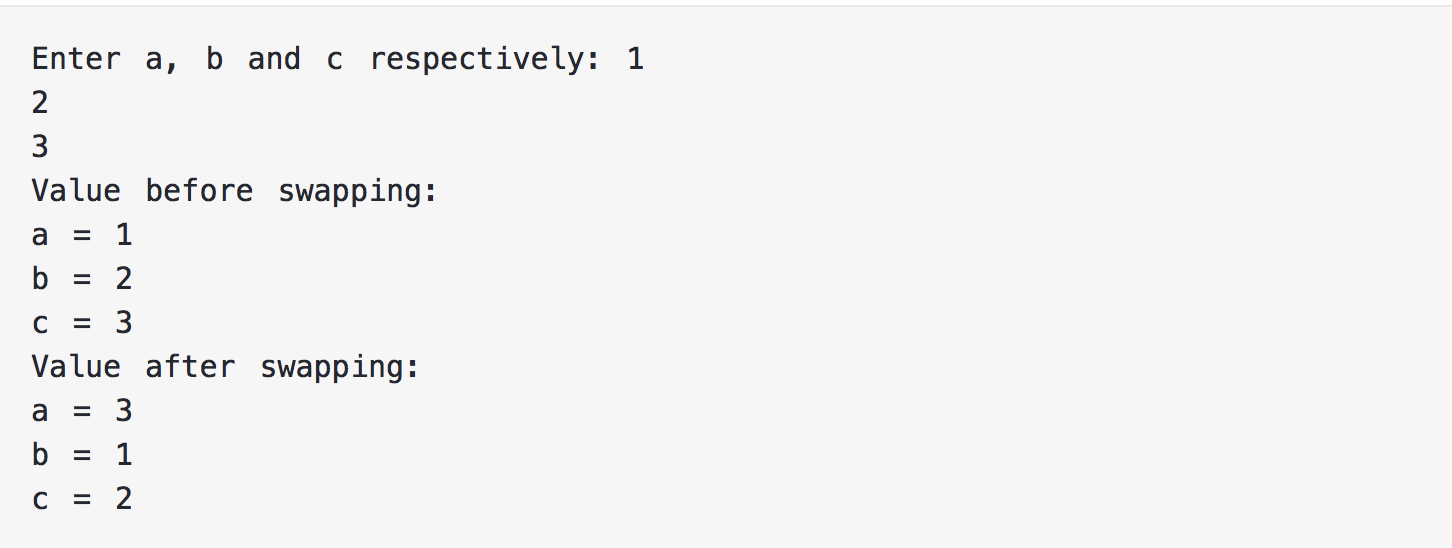 Enter a, b and c respectively: 1
2
3
Value before swapping:
a = 1
b = 2
c = 3
Value after swapping:
a = 3
b = 1
c = 2